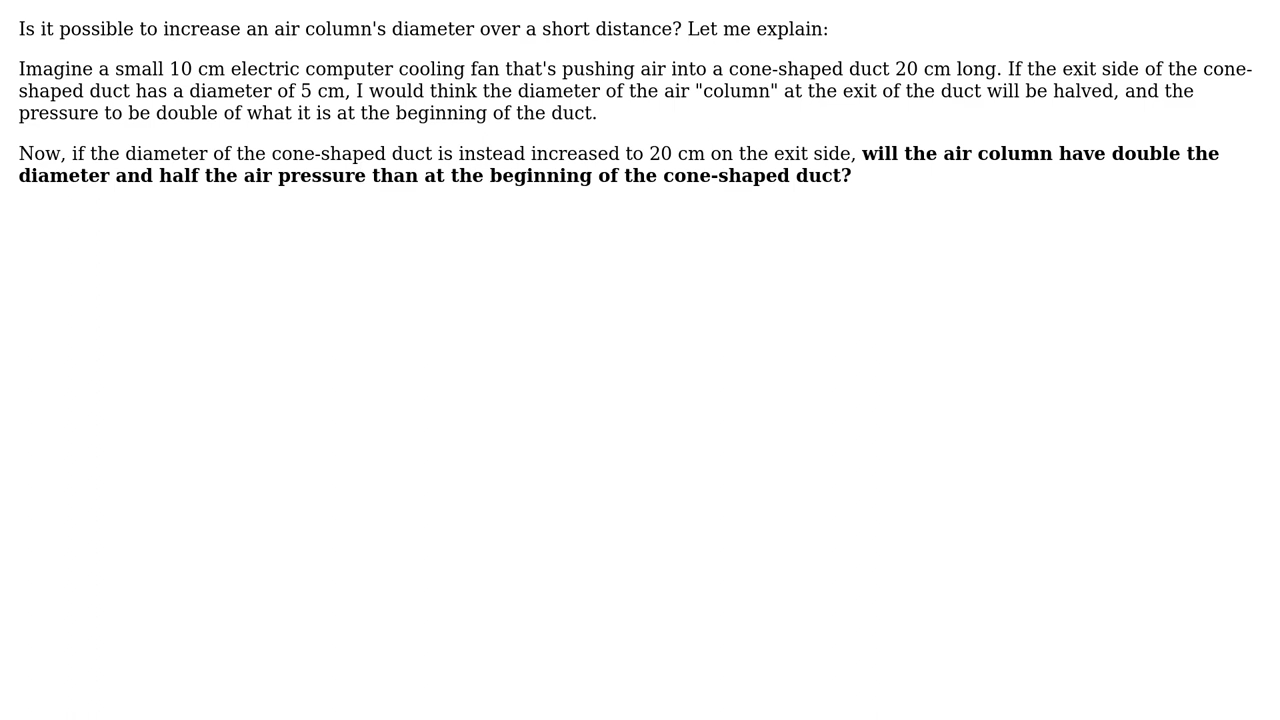 Is it possible to increase an air column's diameter over a short distance? Let me explain:
Imagine a small 10 cm electric computer cooling fan that's pushing air into a cone-shaped duct 20 cm long. If the exit side of the cone-
shaped duct has a diameter of 5 cm, I would think the diameter of the air "column" at the exit of the duct will be halved, and the
pressure to be double of what it is at the beginning of the duct.
Now, if the diameter of the cone-shaped duct is instead increased to 20 cm on the exit side, will the air column have double the
diameter and half the air pressure than at the beginning of the cone-shaped duct?